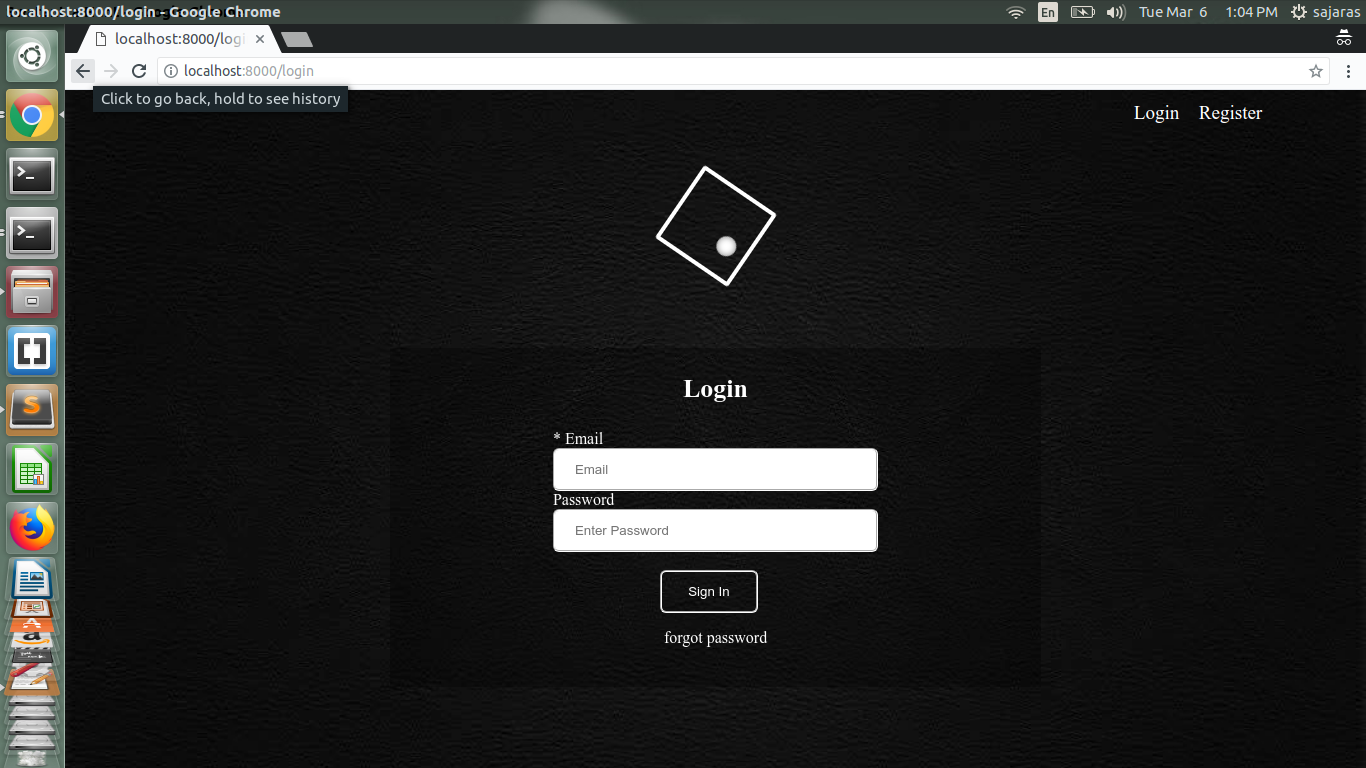 localhost:8000/login - Google Chrome
En
Tue Mar 6
1:04 PM
sajaras
localhost:8000/logi
localhost:8000/login
Click to go back, hold to see history
Login
Register
Login
* Email
Email
Password
Enter Password
Sign In
forgot password